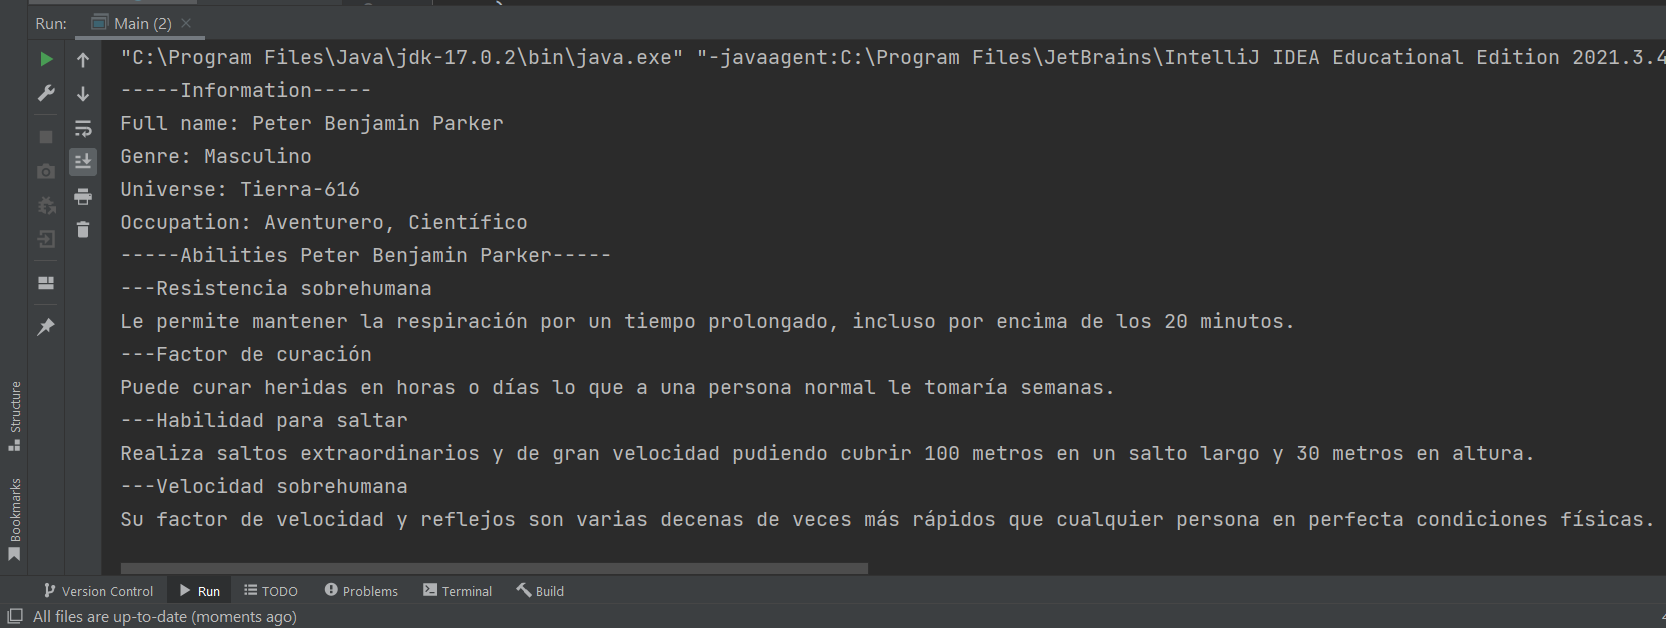 Run: Main (2)
"C:\Program Files\Java\jdk-17.0.2\bin\java.exe" "-javaagent:C:\Program Files\JetBrains\IntelliJ IDEA Educational Edition 2021.3.4
-----Information-----
Full name: Peter Benjamin Parker
Genre: Masculino
Universe: Tierra-616
Occupation: Aventurero, Científico
-----Abilities Peter Benjamin Parker-----
---Resistencia sobrehumana
Le permite mantener la respiración por un tiempo prolongado, incluso por encima de los 20 minutos.
---Factor de curación
Puede curar heridas en horas o días lo que a una persona normal le tomaría semanas.
---Habilidad para saltar
Realiza saltos extraordinarios y de gran velocidad pudiendo cubrir 100 metros en un salto largo y 30 metros en altura.
---Velocidad sobrehumana
Su factor de velocidad y reflejos son varias decenas de veces más rápidos que cualquier persona en perfecta condiciones físicas.
Structure
Bookmarks
Version Control Run TODO Problems Terminal Build
All files are up-to-date (moments ago)